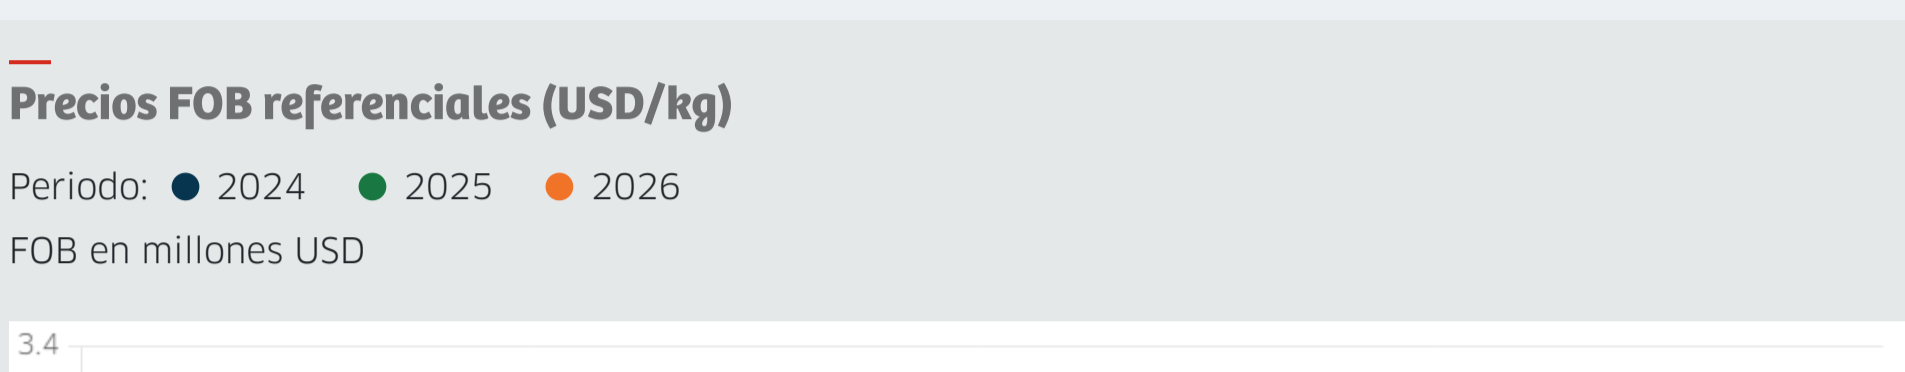 Precios FOB referenciales (USD/kg)
Periodo: 2024 2025 2026
FOB en millones USD
3.4